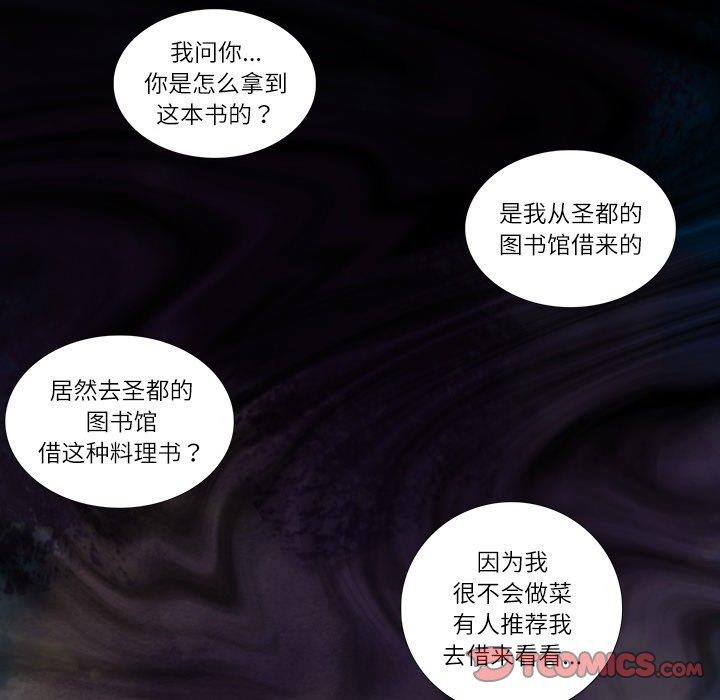 我问你...
你是怎么拿到
这本书的？
是我从圣都的
图书馆借来的
居然去圣都的
图书馆
借这种料理书？
因为我
很不会做菜
有人推荐我
去借来看看...
BTCOMICS.COM